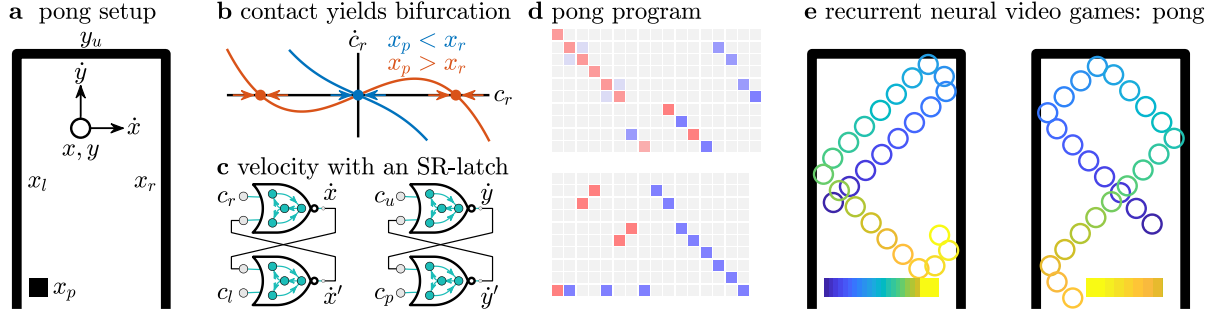 a pong setup
y_u
ẏ
ẋ
x, y
x_l
x_r
x_p
b contact yields bifurcation
ċ_r
x_p < x_r
x_p > x_r
c_r
c velocity with an SR-latch
c_r
ẋ
c_u
ẏ
c_l
ẋ′
c_p
ẏ′
d pong program
e recurrent neural video games: pong